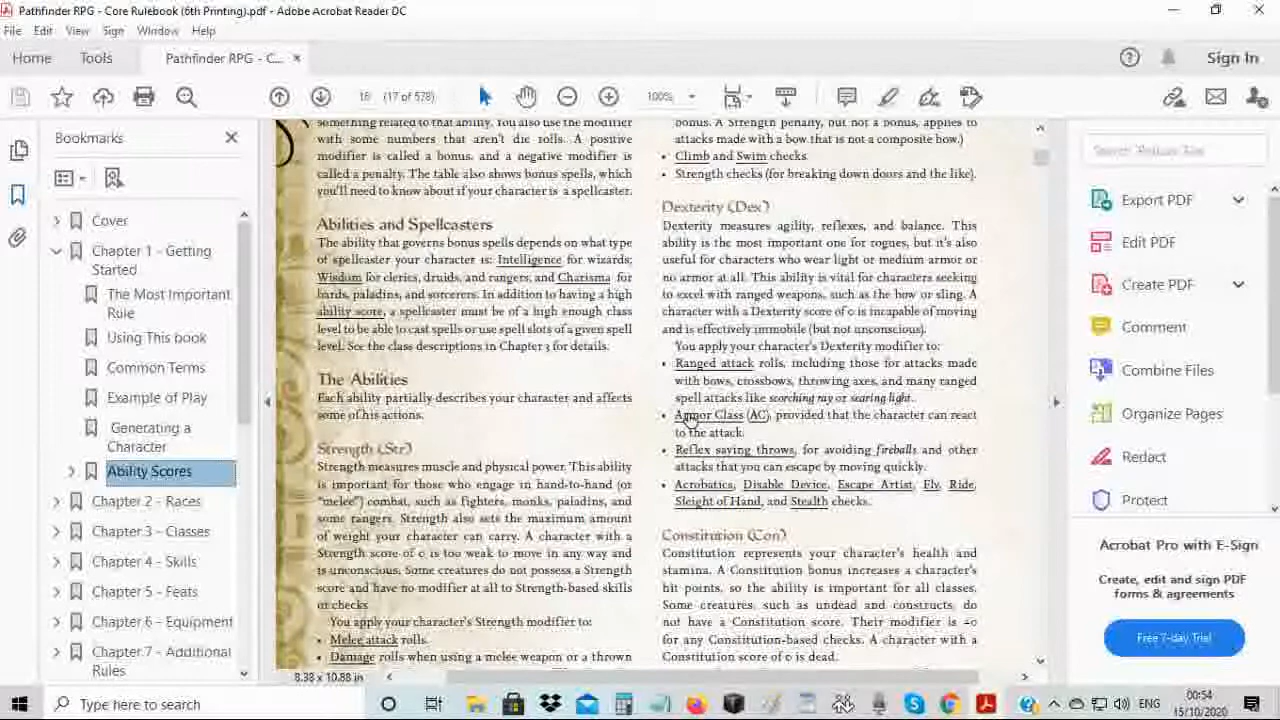 Pathfinder RPG - Core Rulebook (6th Printing).pdf - Adobe Acrobat Reader DC
File Edit View Sign Window Help
Home Tools Pathfinder RPG - C... Sign In
16 (17 of 578) 100%
Bookmarks
Cover
Chapter 1 - Getting
Started
The Most Important
Rule
Using This book
Common Terms
Example of Play
Generating a
Character
Ability Scores
Chapter 2 - Races
Chapter 3 - Classes
Chapter 4 - Skills
Chapter 5 - Feats
Chapter 6 - Equipment
Chapter 7 - Additional
Rules
something related to that ability. You also use the modifier
with some numbers that aren't die rolls. A positive
modifier is called a bonus, and a negative modifier is
called a penalty. The table also shows bonus spells, which
you'll need to know about if your character is a spellcaster.
Abilities and Spellcasters
The ability that governs bonus spells depends on what type
of spellcaster your character is: Intelligence for wizards;
Wisdom for clerics, druids, and rangers; and Charisma for
bards, paladins, and sorcerers. In addition to having a high
ability score, a spellcaster must be of a high enough class
level to be able to cast spells or use spell slots of a given spell
level. See the class descriptions in Chapter 3 for details.
The Abilities
Each ability partially describes your character and affects
some of his actions.
Strength (Str)
Strength measures muscle and physical power. This ability
is important for those who engage in hand-to-hand (or
"melee") combat, such as fighters, monks, paladins, and
some rangers. Strength also sets the maximum amount
of weight your character can carry. A character with a
Strength score of 0 is too weak to move in any way and
is unconscious. Some creatures do not possess a Strength
score and have no modifier at all to Strength-based skills
or checks.
You apply your character's Strength modifier to:
• Melee attack rolls.
• Damage rolls when using a melee weapon or a thrown
bonus. A Strength penalty, but not a bonus, applies to
attacks made with a bow that is not a composite bow.)
• Climb and Swim checks.
• Strength checks (for breaking down doors and the like).
Dexterity (Dex)
Dexterity measures agility, reflexes, and balance. This
ability is the most important one for rogues, but it's also
useful for characters who wear light or medium armor or
no armor at all. This ability is vital for characters seeking
to excel with ranged weapons, such as the bow or sling. A
character with a Dexterity score of 0 is incapable of moving
and is effectively immobile (but not unconscious).
You apply your character's Dexterity modifier to:
• Ranged attack rolls, including those for attacks made
with bows, crossbows, throwing axes, and many ranged
spell attacks like scorching ray or searing light.
• Armor Class (AC), provided that the character can react
to the attack.
• Reflex saving throws, for avoiding fireballs and other
attacks that you can escape by moving quickly.
• Acrobatics, Disable Device, Escape Artist, Fly, Ride,
Sleight of Hand, and Stealth checks.
Constitution (Con)
Constitution represents your character's health and
stamina. A Constitution bonus increases a character's
hit points, so the ability is important for all classes.
Some creatures, such as undead and constructs, do
not have a Constitution score. Their modifier is +0
for any Constitution-based checks. A character with a
Constitution score of 0 is dead.
8.38 x 10.88 in
Export PDF
Edit PDF
Create PDF
Comment
Combine Files
Organize Pages
Redact
Protect
Acrobat Pro with E-Sign
Create, edit and sign PDF
forms & agreements
Free 7-day Trial
Type here to search
ENG
00:54
15/10/2020